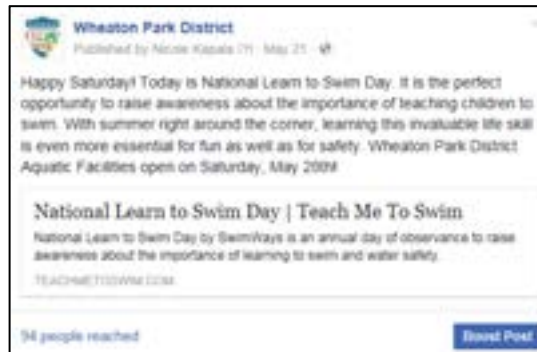 Wheaton Park District
Published by Nicole Kapala · May 21 ·
Happy Saturday! Today is National Learn to Swim Day. It is the perfect
opportunity to raise awareness about the importance of teaching children to
swim. With summer right around the corner, learning this invaluable life skill
is even more essential for fun as well as for safety. Wheaton Park District
Aquatic Facilities open on Saturday, May
National Learn to Swim Day | Teach Me To Swim
National Learn to Swim Day by SwimWays is an annual day of observance to raise
awareness about the importance of learning to swim and water safety.
TEACHMETOSWIM.COM
94 people reached
Boost Post